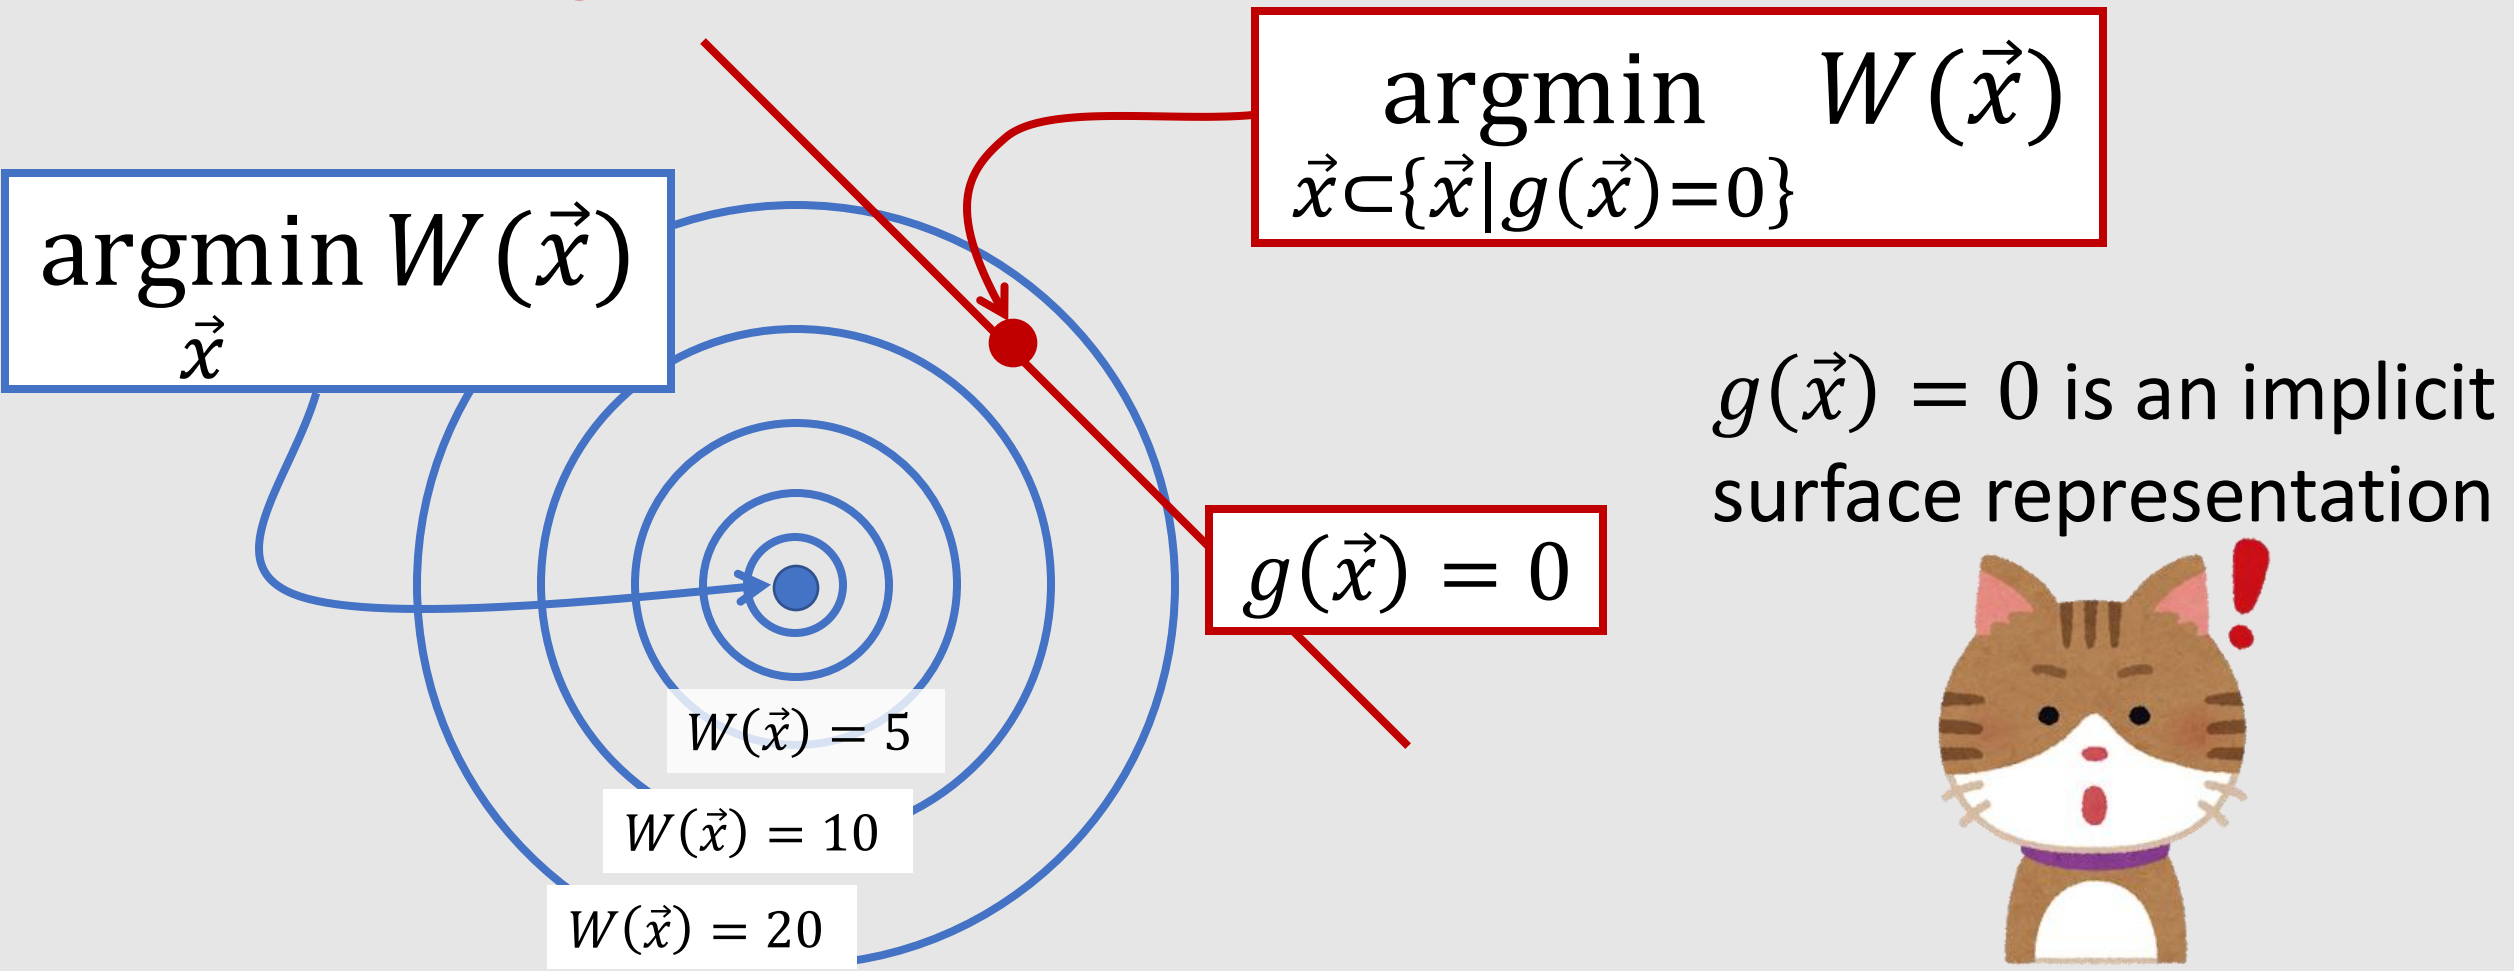 argmin W(x⃗)
x⃗⊂{x⃗|g(x⃗)=0}
argmin W(x⃗)
x⃗
g(x⃗) = 0 is an implicit
surface representation
g(x⃗) = 0
W(x⃗) = 5
W(x⃗) = 10
W(x⃗) = 20